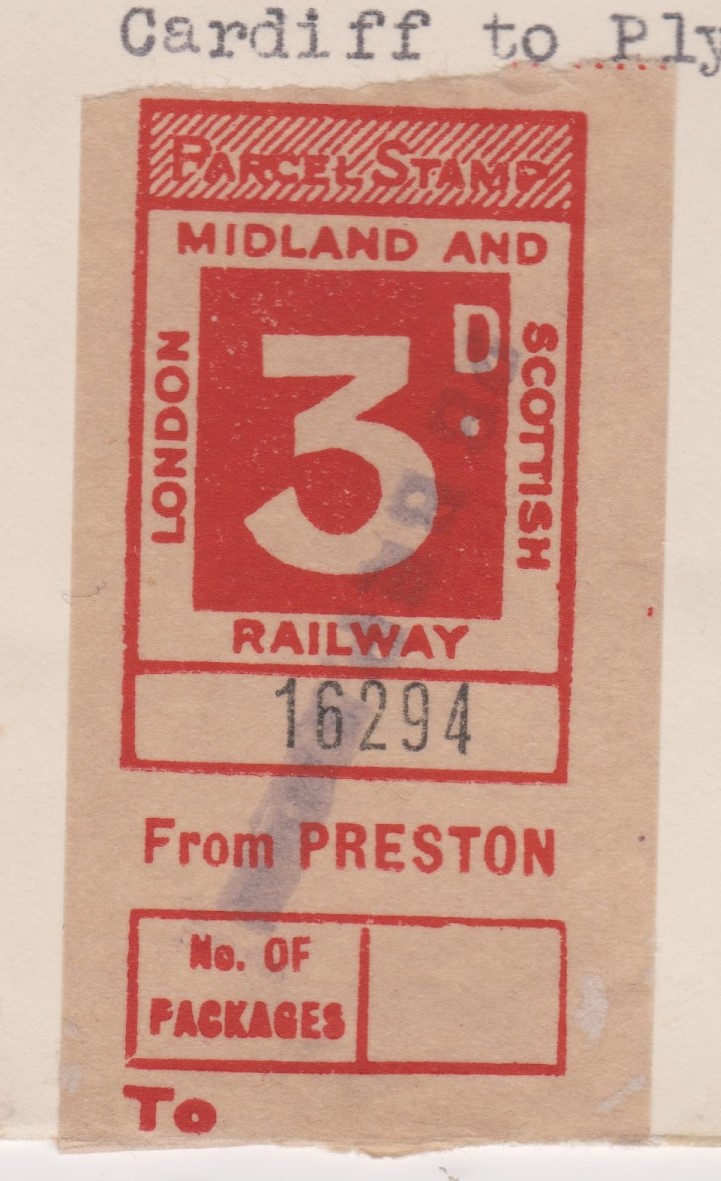 Cardiff to Ply
PARCEL STAMP
MIDLAND AND
LONDON
SCOTTISH
3D
RAILWAY
16294
From PRESTON
No. OF
PACKAGES
To